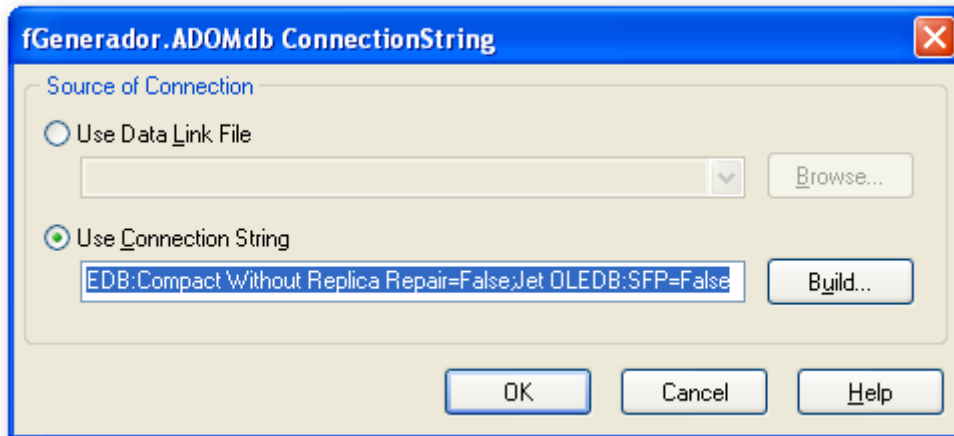 fGenerador.ADOMdb ConnectionString
Source of Connection
Use Data Link File
Browse...
Use Connection String
EDB:Compact Without Replica Repair=False;Jet OLEDB:SFP=False
Build...
OK Cancel Help